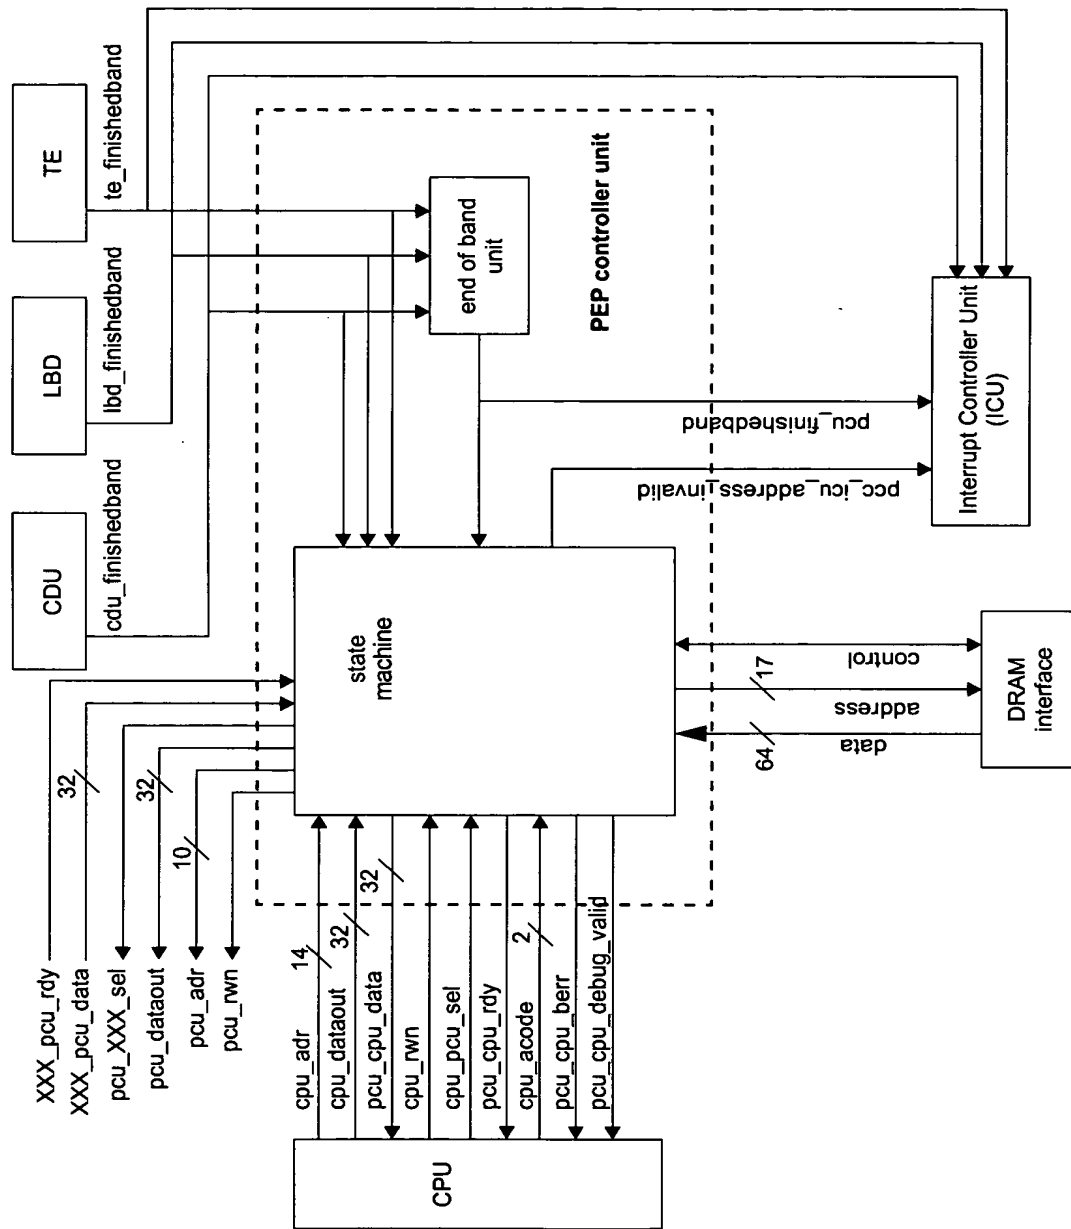 TE
te_finishedband
LBD
lbd_finishedband
CDU
cdu_finishedband
XXX_pcu_rdy
XXX_pcu_data
32
pcu_XXX_sel
pcu_dataout
32
pcu_adr
10
pcu_rwn
end of band
unit
PEP controller unit
state
machine
cpu_adr
14
cpu_dataout
32
pcu_cpu_data
32
cpu_rwn
cpu_pcu_sel
pcu_cpu_rdy
cpu_acode
2
pcu_cpu_berr
pcu_cpu_debug_valid
CPU
pcu_finishedband
pcc_icu_address_invalid
Interrupt Controller Unit
(ICU)
control
17
address
64
data
DRAM
interface